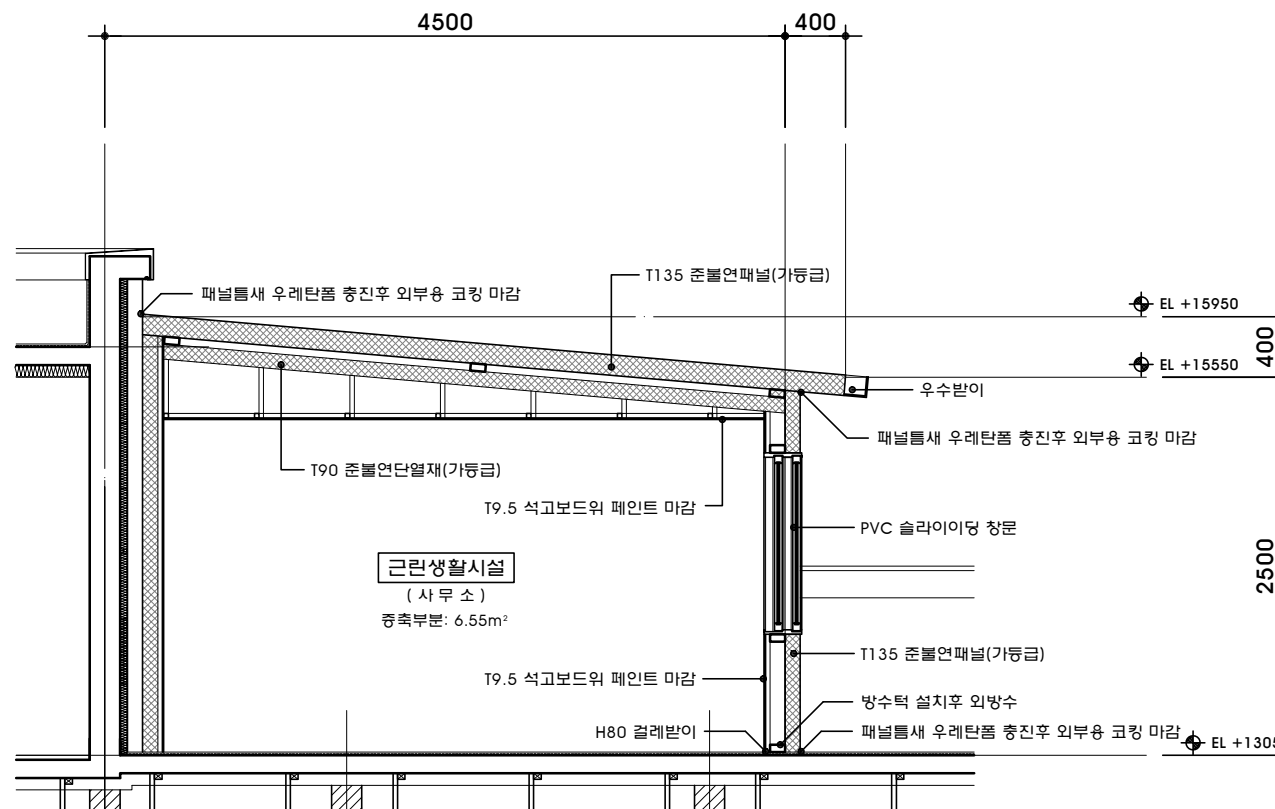 4500
400
T135 준불연패널(가등급)
패널틈새 우레탄폼 충진후 외부용 코킹 마감
EL +15950
400
EL +15550
우수받이
패널틈새 우레탄폼 충진후 외부용 코킹 마감
T90 준불연단열재(가등급)
T9.5 석고보드위 페인트 마감
PVC 슬라이이딩 창문
근린생활시설
( 사 무 소 )
증축부분: 6.55m²
2500
T135 준불연패널(가등급)
T9.5 석고보드위 페인트 마감
방수턱 설치후 외방수
H80 걸레받이
패널틈새 우레탄폼 충진후 외부용 코킹 마감
EL +1305